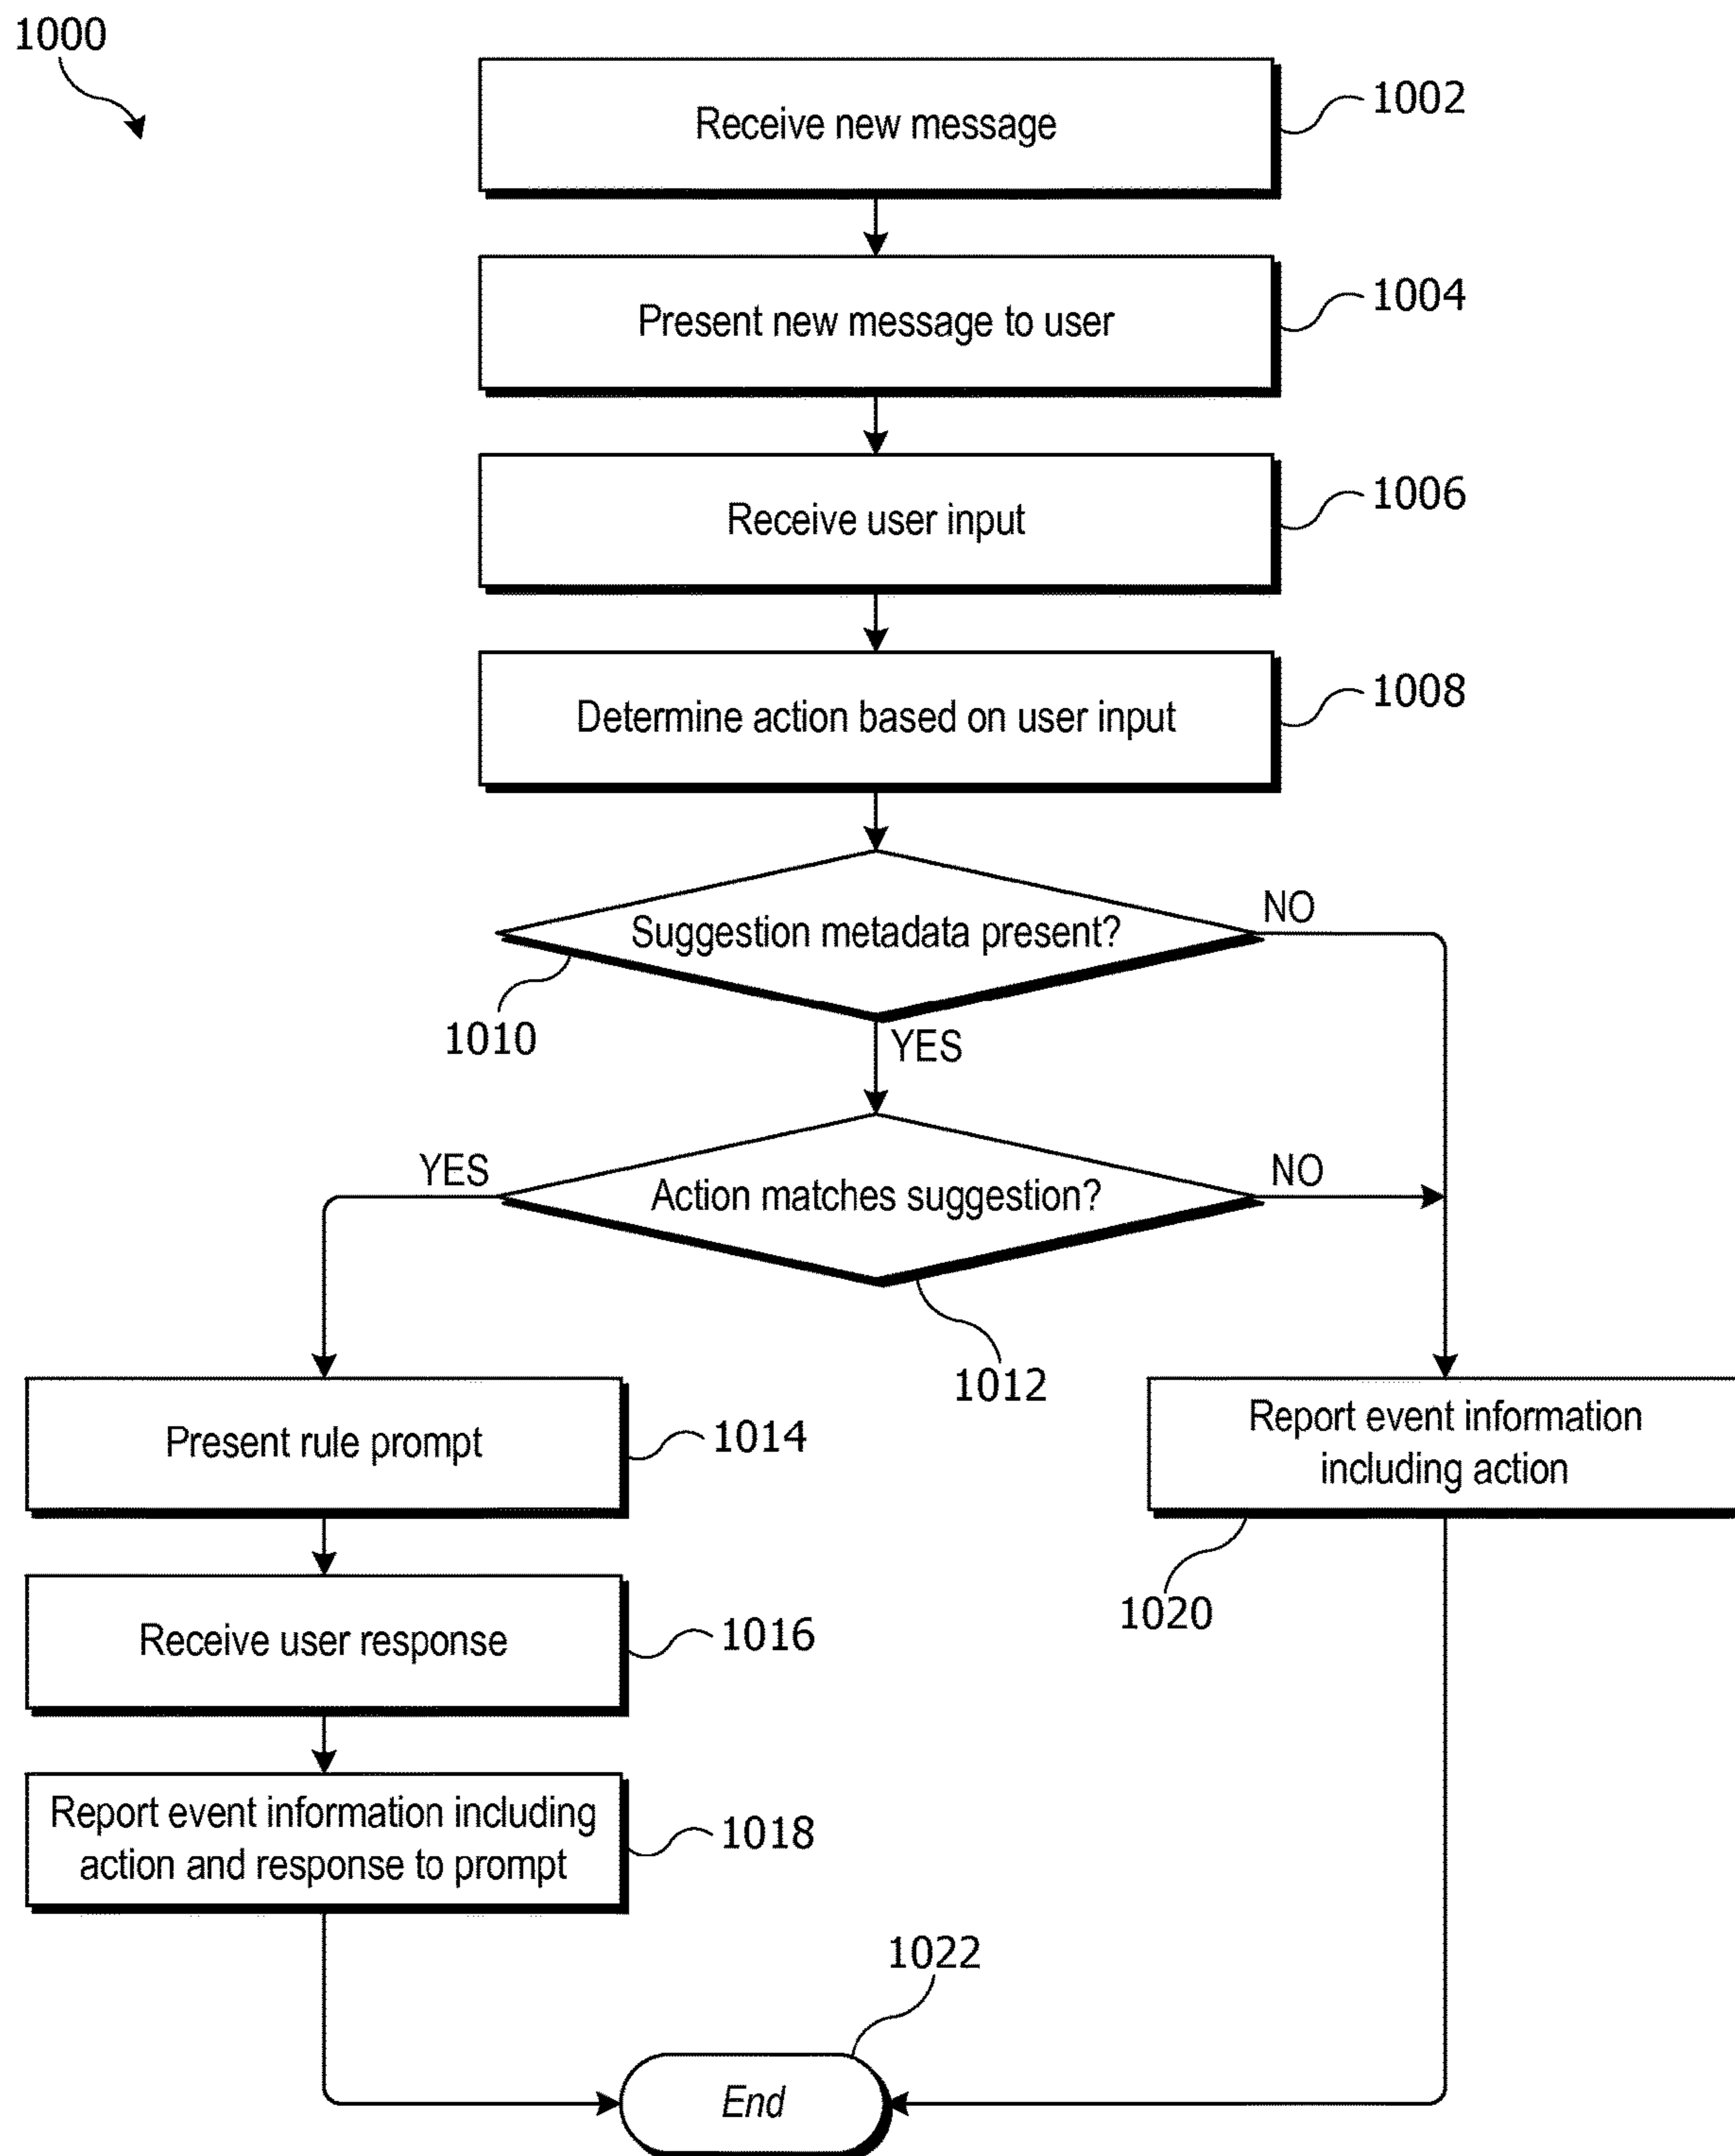 1000
Receive new message
1002
Present new message to user
1004
Receive user input
1006
Determine action based on user input
1008
Suggestion metadata present?
NO
1010
YES
YES
Action matches suggestion?
NO
1012
Present rule prompt
1014
Report event information
including action
1020
Receive user response
1016
Report event information including
action and response to prompt
1018
1022
End